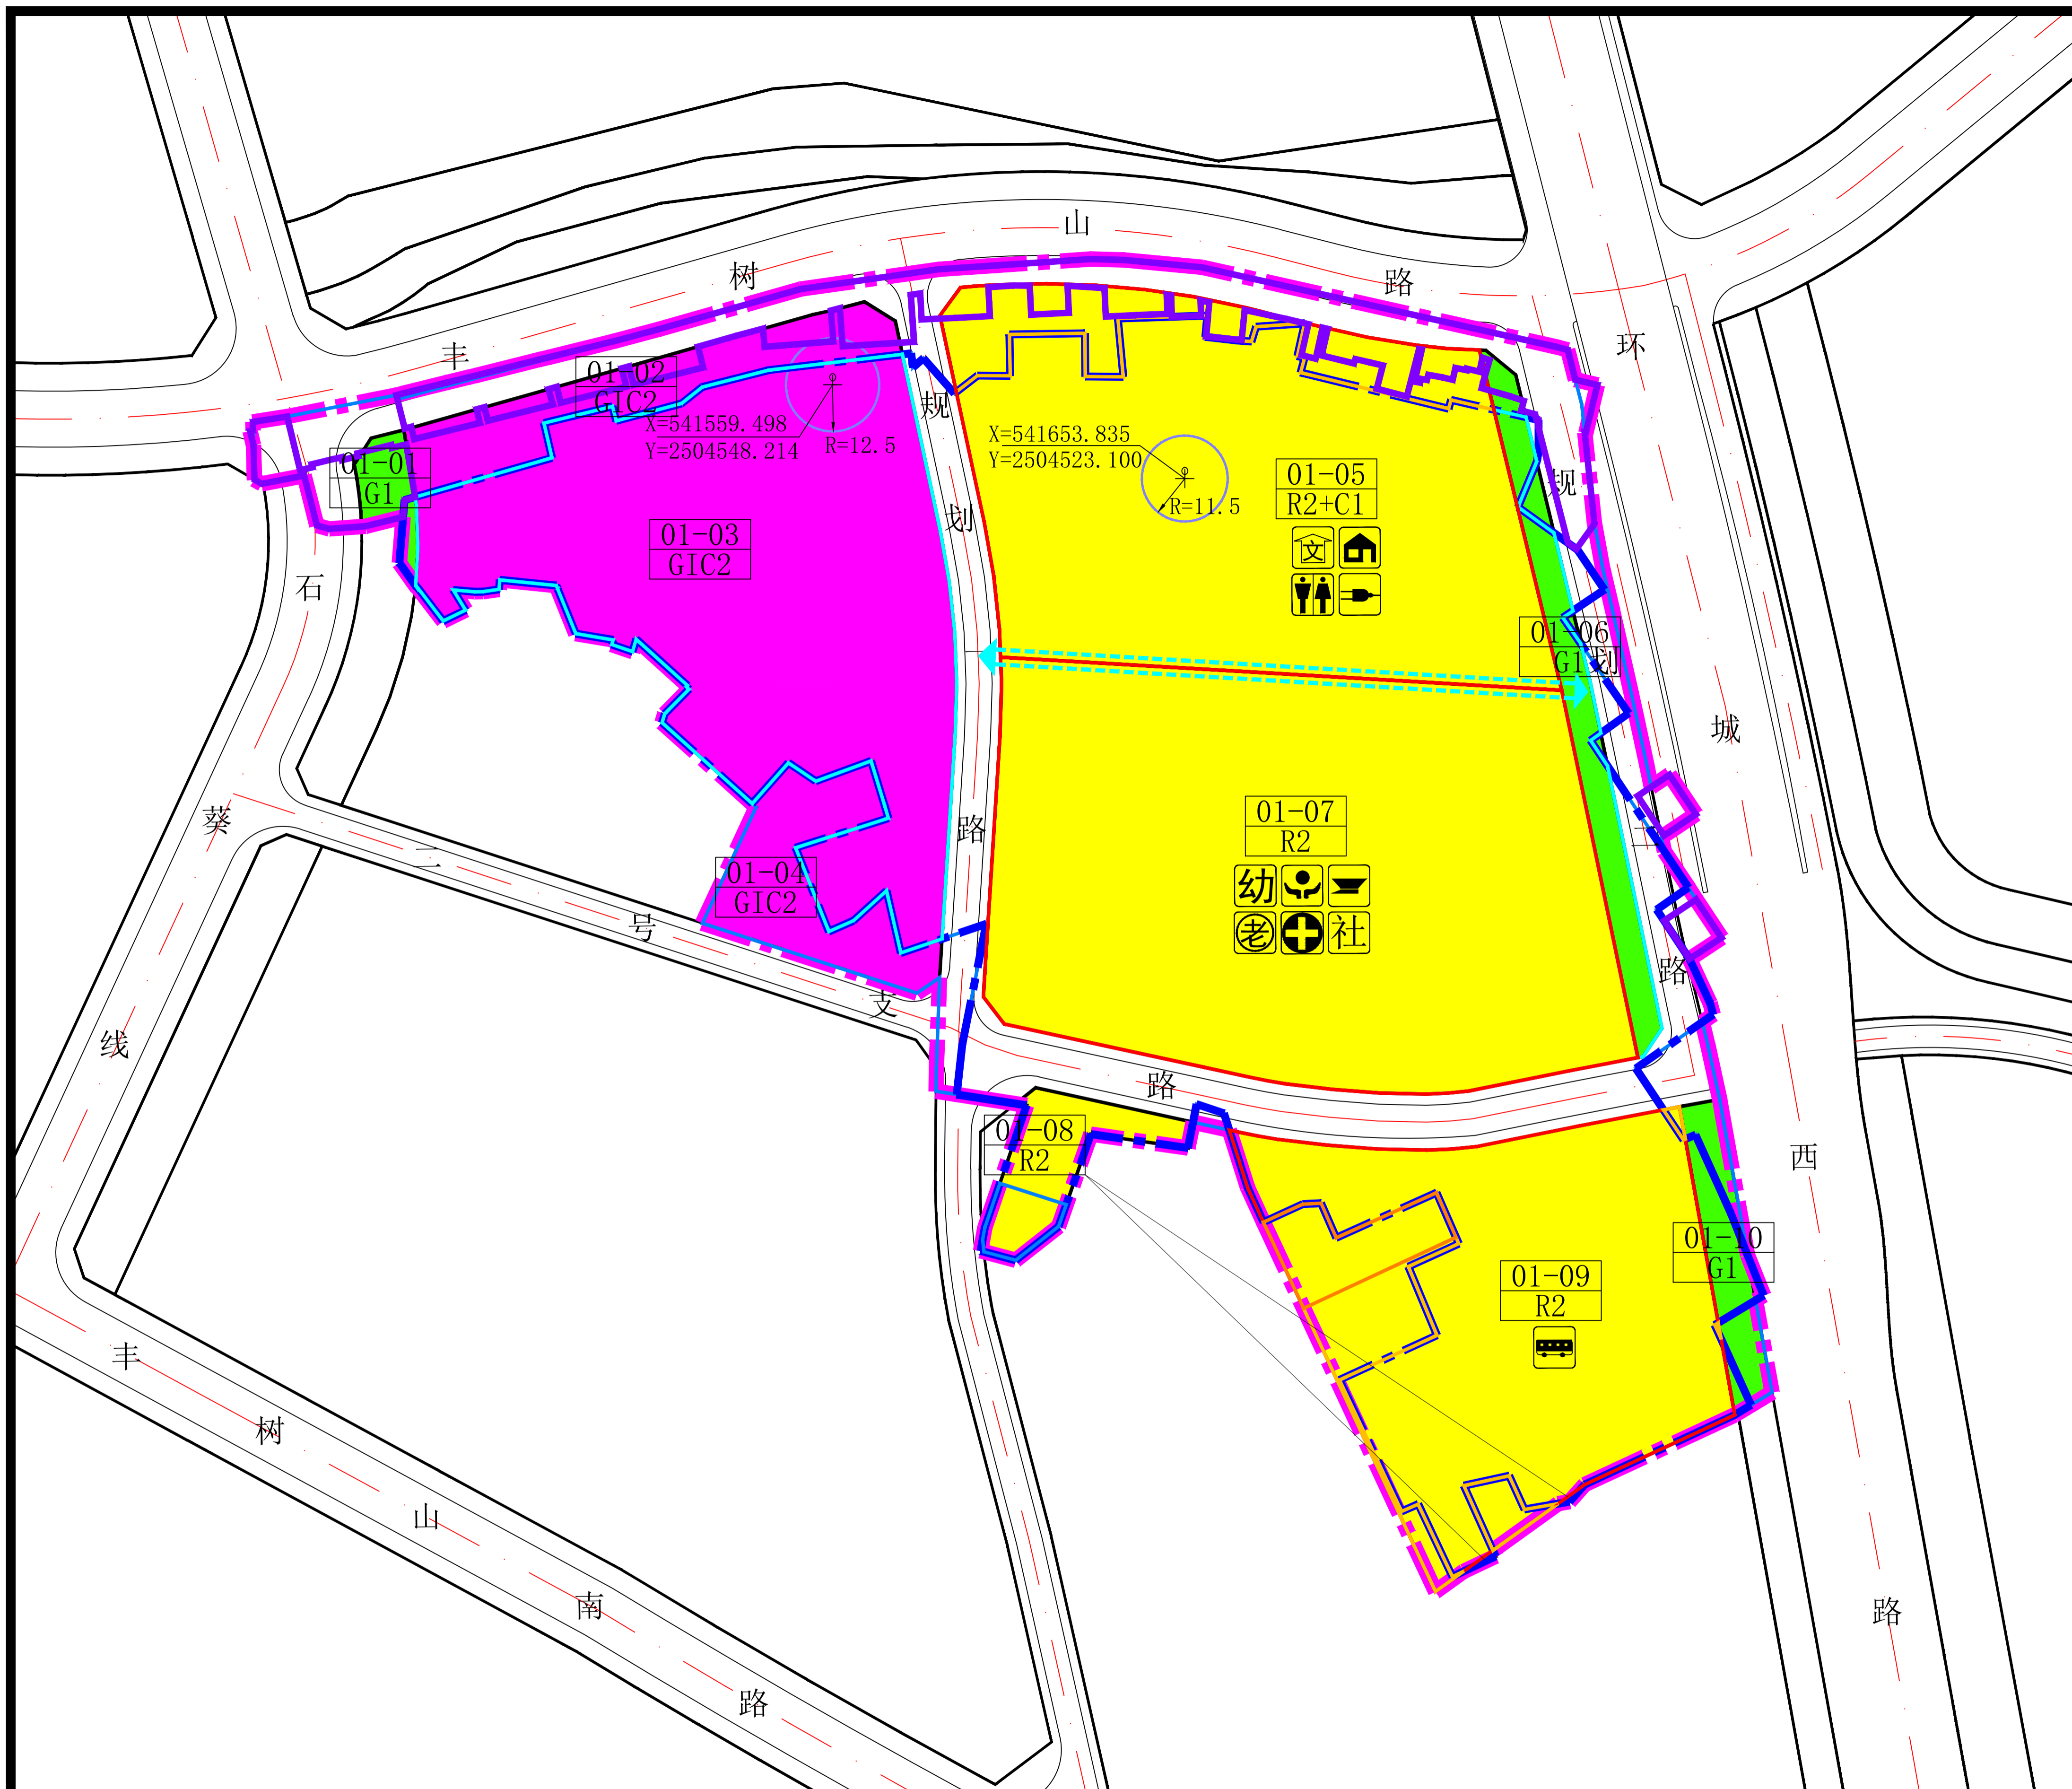 丰
树
山
路
环
城
西
路
01-02
GIC2
X=541559.498
Y=2504548.214
R=12.5
01-01
G1
01-03
GIC2
规
划
路
X=541653.835
Y=2504523.100
R=11.5
01-05
R2+C1
文
规
01-06
G1
划
二
路
石
葵
线
01-04
GIC2
01-07
R2
幼
老
社
二
号
支
路
01-08
R2
01-09
R2
01-10
G1
丰
树
山
南
路